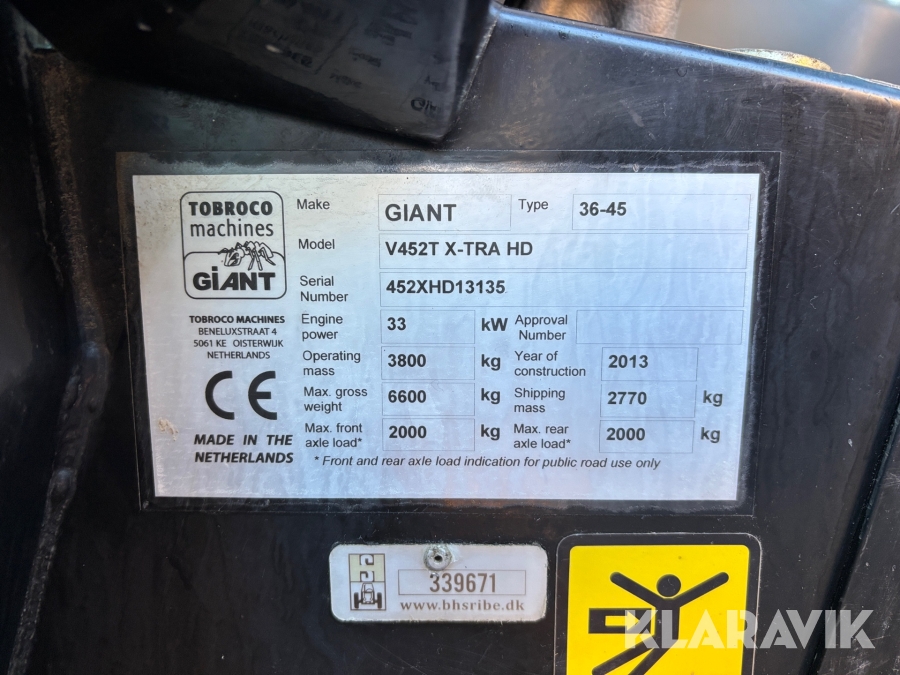 TOBROCO
machines
GiANT
TOBROCO MACHINES
BENELUXSTRAAT 4
5061 KE OISTERWIJK
NETHERLANDS
CE
MADE IN THE
NETHERLANDS
Make GIANT Type 36-45
Model V452T X-TRA HD
Serial
Number 452XHD13135
Engine
power 33 kW Approval
Number
Operating
mass 3800 kg Year of
construction 2013
Max. gross
weight 6600 kg Shipping
mass 2770 kg
Max. front
axle load* 2000 kg Max. rear
axle load* 2000 kg
* Front and rear axle load indication for public road use only
339671
www.bhsribe.dk
KLARAVIK